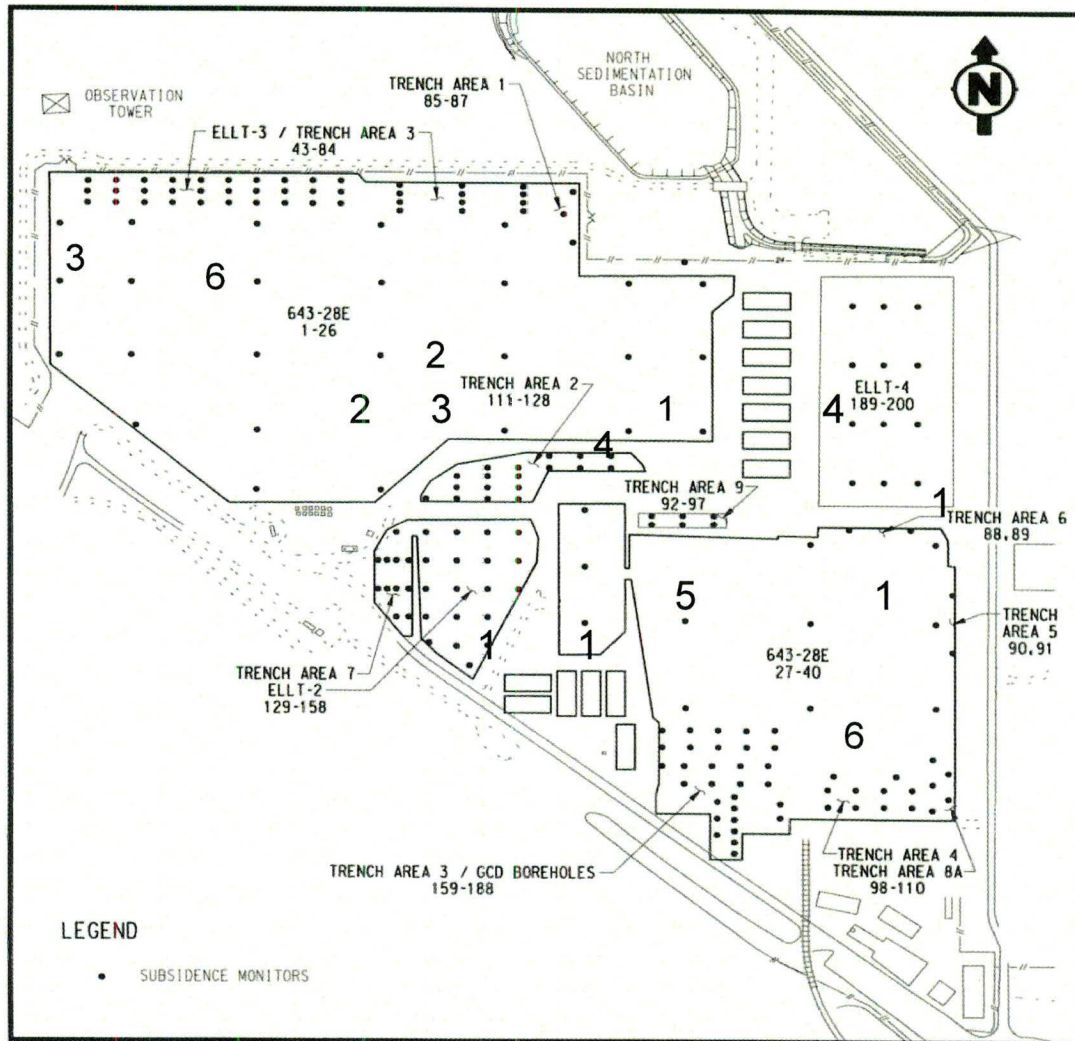 NORTH
SEDIMENTATION
BASIN
N
TRENCH AREA 1
85-87
OBSERVATION
TOWER
ELLT-3 / TRENCH AREA 3
43-84
3
6
24
643-28E
1-26
2
TRENCH AREA 2
111-128
2
3
1
4
ELLT-4
189-200
4
TRENCH AREA 9
92-97
1
TRENCH AREA 6
88,89
5
1
TRENCH
AREA 5
90,91
1
1
643-28E
27-40
TRENCH AREA 7
ELLT-2
129-158
6
TRENCH AREA 3 / GCD BOREHOLES
159-188
TRENCH AREA 4
TRENCH AREA 8A
98-110
LEGEND
SUBSIDENCE MONITORS